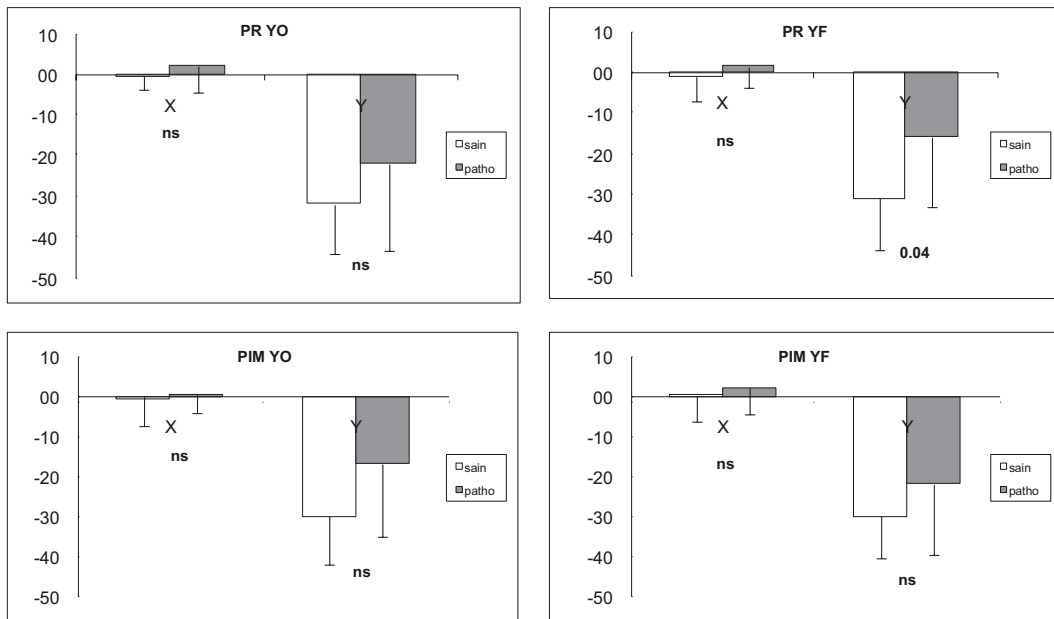 PR YO
10
00
-10
-20
-30
-40
-50
X
Y
ns
ns
sain
patho
PR YF
10
00
-10
-20
-30
-40
-50
X
Y
ns
0.04
sain
patho
PIM YO
10
00
-10
-20
-30
-40
-50
X
Y
ns
ns
sain
patho
PIM YF
10
00
-10
-20
-30
-40
-50
X
Y
ns
ns
sain
patho